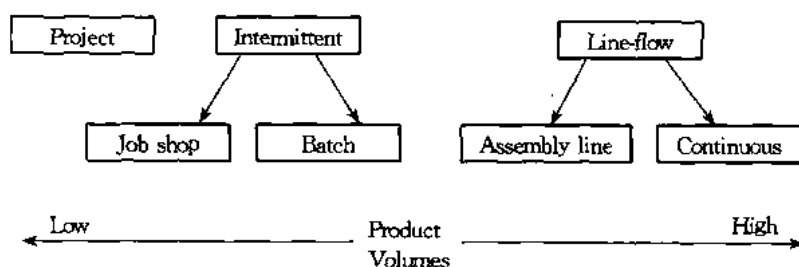 Project
Intermittent
Line-flow
Job shop
Batch
Assembly line
Continuous
Low
Product
High
Volumes